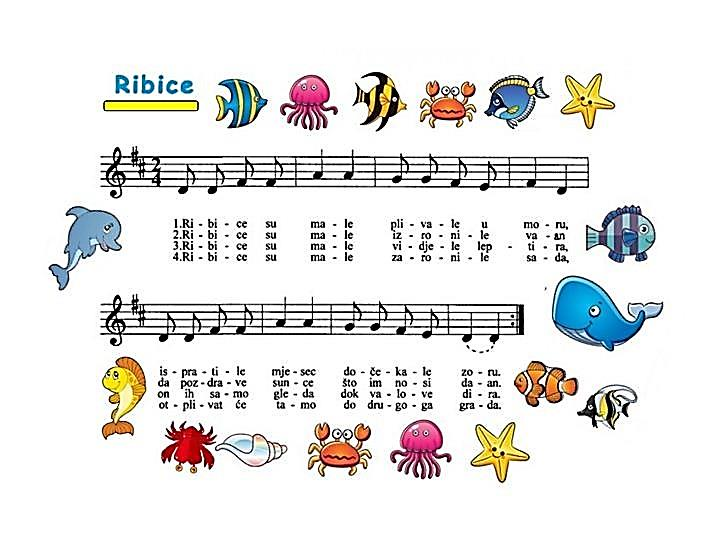 Ribice
2
4
1.Ri - bi - ce su ma - le pli - va - le u mo - ru,
2.Ri - bi - ce su ma - le iz - ro - ni - le va - an
3.Ri - bi - ce su ma - le vi - dje - le lep - ti - ra,
4.Ri - bi - ce su ma - le za - ro - ni - le sa - da,
is - pra - ti - le mje - sec do - če - ka - le zo - ru.
da poz - dra - ve sun - ce što im no - si da - an.
on ih sa - mo gle - da dok va - lo - ve di - ra.
ot - pli - vat će ta - mo do dru - go - ga gra - da.